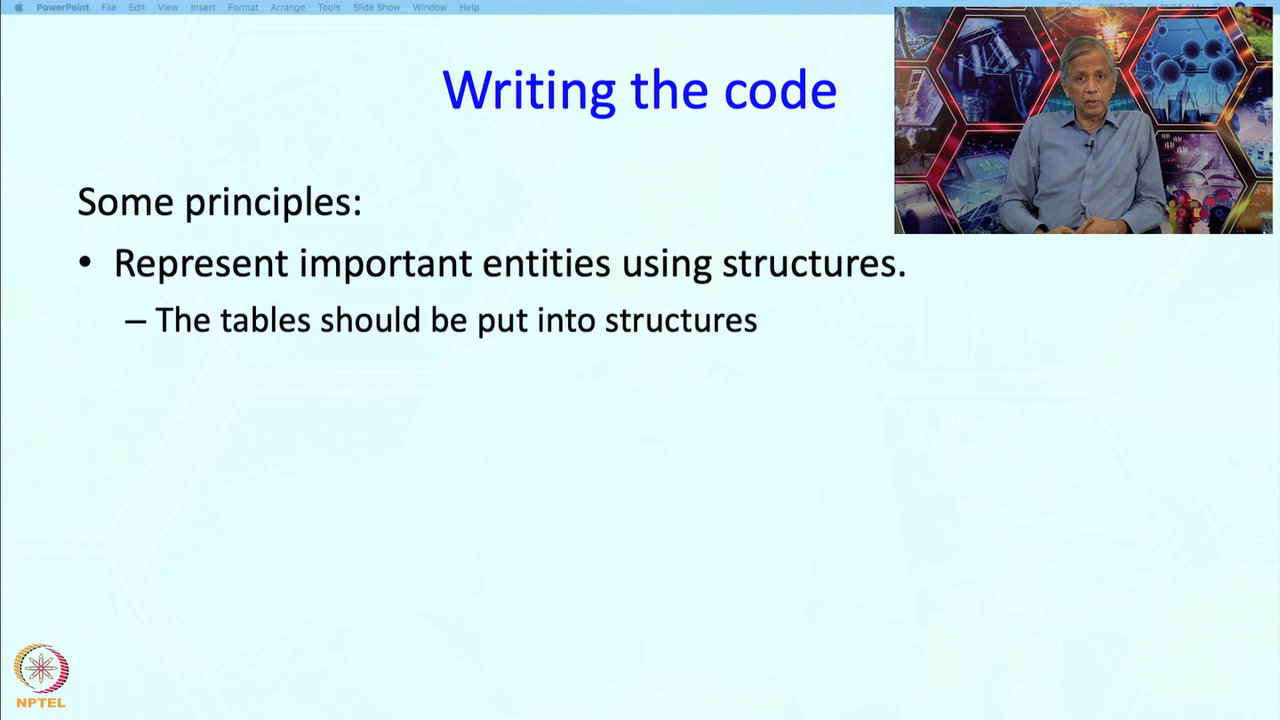 PowerPoint File Edit View Insert Format Arrange Tools Slide Show Window Help
Writing the code
Some principles:
• Represent important entities using structures.
– The tables should be put into structures
NPTEL